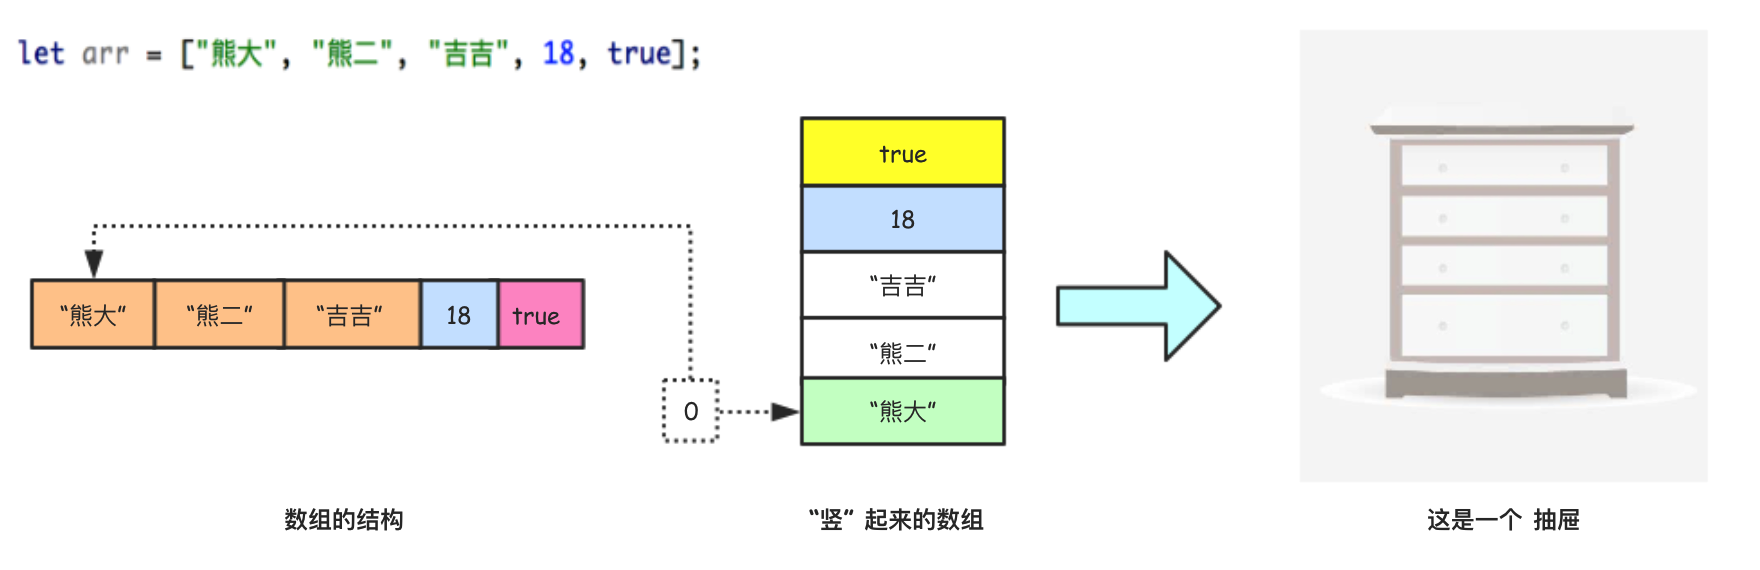 let arr = ["熊大", "熊二", "吉吉", 18, true];
“熊大” “熊二” “吉吉” 18 true
0
true
18
“吉吉”
“熊二”
“熊大”
数组的结构
“竖” 起来的数组
这是一个 抽屉